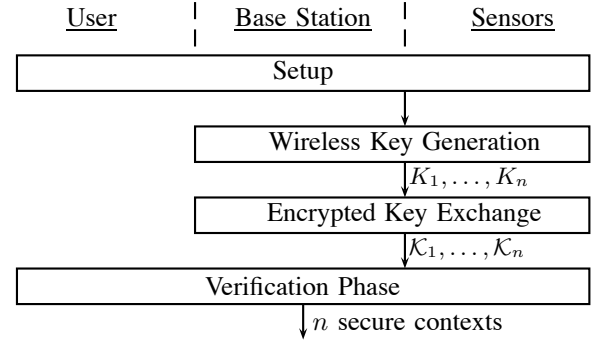 User Base Station Sensors
Setup
Wireless Key Generation
K₁, . . . , Kₙ
Encrypted Key Exchange
𝒦₁, . . . , 𝒦ₙ
Verification Phase
n secure contexts